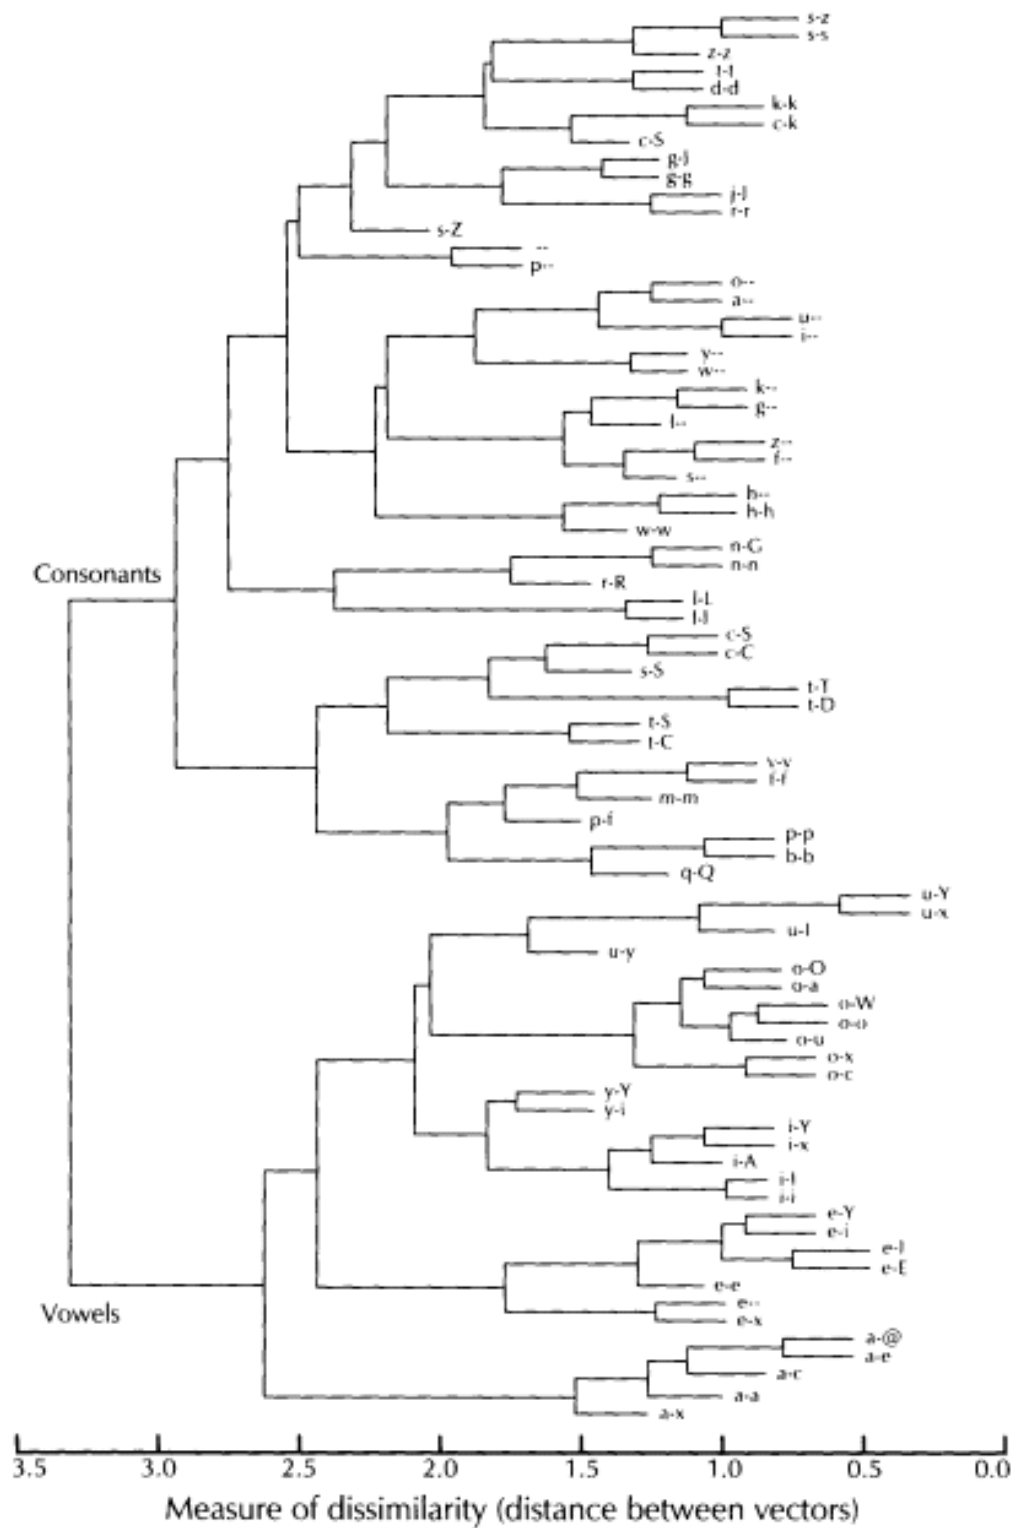 s-z
s-s
z-z
t-t
d-d
k-k
c-k
c-S
g-J
g-g
j-J
r-r
s-Z
--
p--
o--
a--
u--
i--
y--
w--
k--
g--
z--
f--
s--
h--
h-h
w-w
n-G
n-n
Consonants
r-R
l-L
l-l
c-S
c-C
s-S
t-T
t-D
t-S
t-C
v-v
f-f
m-m
p-f
p-p
b-b
q-Q
u-Y
u-x
u-y
o-O
o-a
o-W
o-o
o-u
o-x
o-c
y-Y
y-i
i-Y
i-x
i-A
i-I
i-i
e-Y
e-i
e-I
e-E
e-e
e--
e-x
Vowels
a-@
a-e
a-c
a-a
a-x
3.5 3.0 2.5 2.0 1.5 1.0 0.5 0.0
Measure of dissimilarity (distance between vectors)